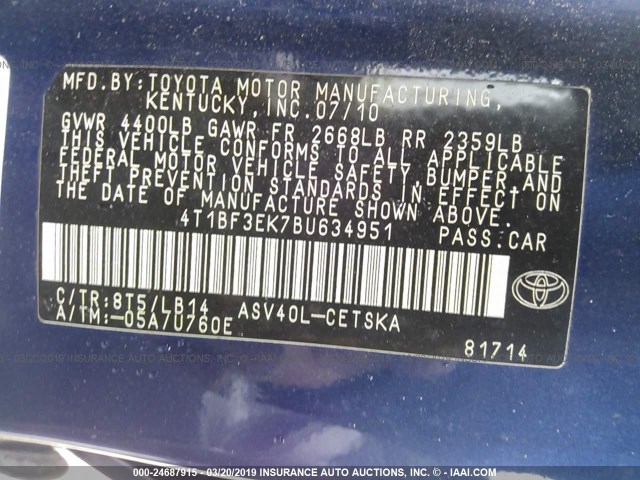 MFD.BY:TOYOTA MOTOR MANUFACTURING,
KENTUCKY, INC.07/10
GVWR 4400LB GAWR FR 2668LB RR 2359LB
THIS VEHICLE CONFORMS TO ALL APPLICABLE
FEDERAL MOTOR VEHICLE SAFETY, BUMPER AND
THEFT PREVENTION STANDARDS IN EFFECT ON
THE DATE OF MANUFACTURE SHOWN ABOVE.
4T1BF3EK7BU634951 PASS.CAR
C/TR:8T5/LB14 ASV40L-CETSKA
A/TM:-05A/U760E
81714
000-24687915 - 03/20/2019 - INSURANCE AUTO AUCTIONS, INC. - IAAI.COM